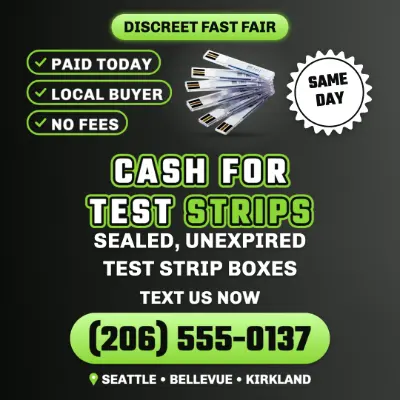 DISCREET FAST FAIR
PAID TODAY
LOCAL BUYER
NO FEES
SAME
DAY
CASH FOR
TEST STRIPS
SEALED, UNEXPIRED
TEST STRIP BOXES
TEXT US NOW
(206) 555-0137
SEATTLE • BELLEVUE • KIRKLAND